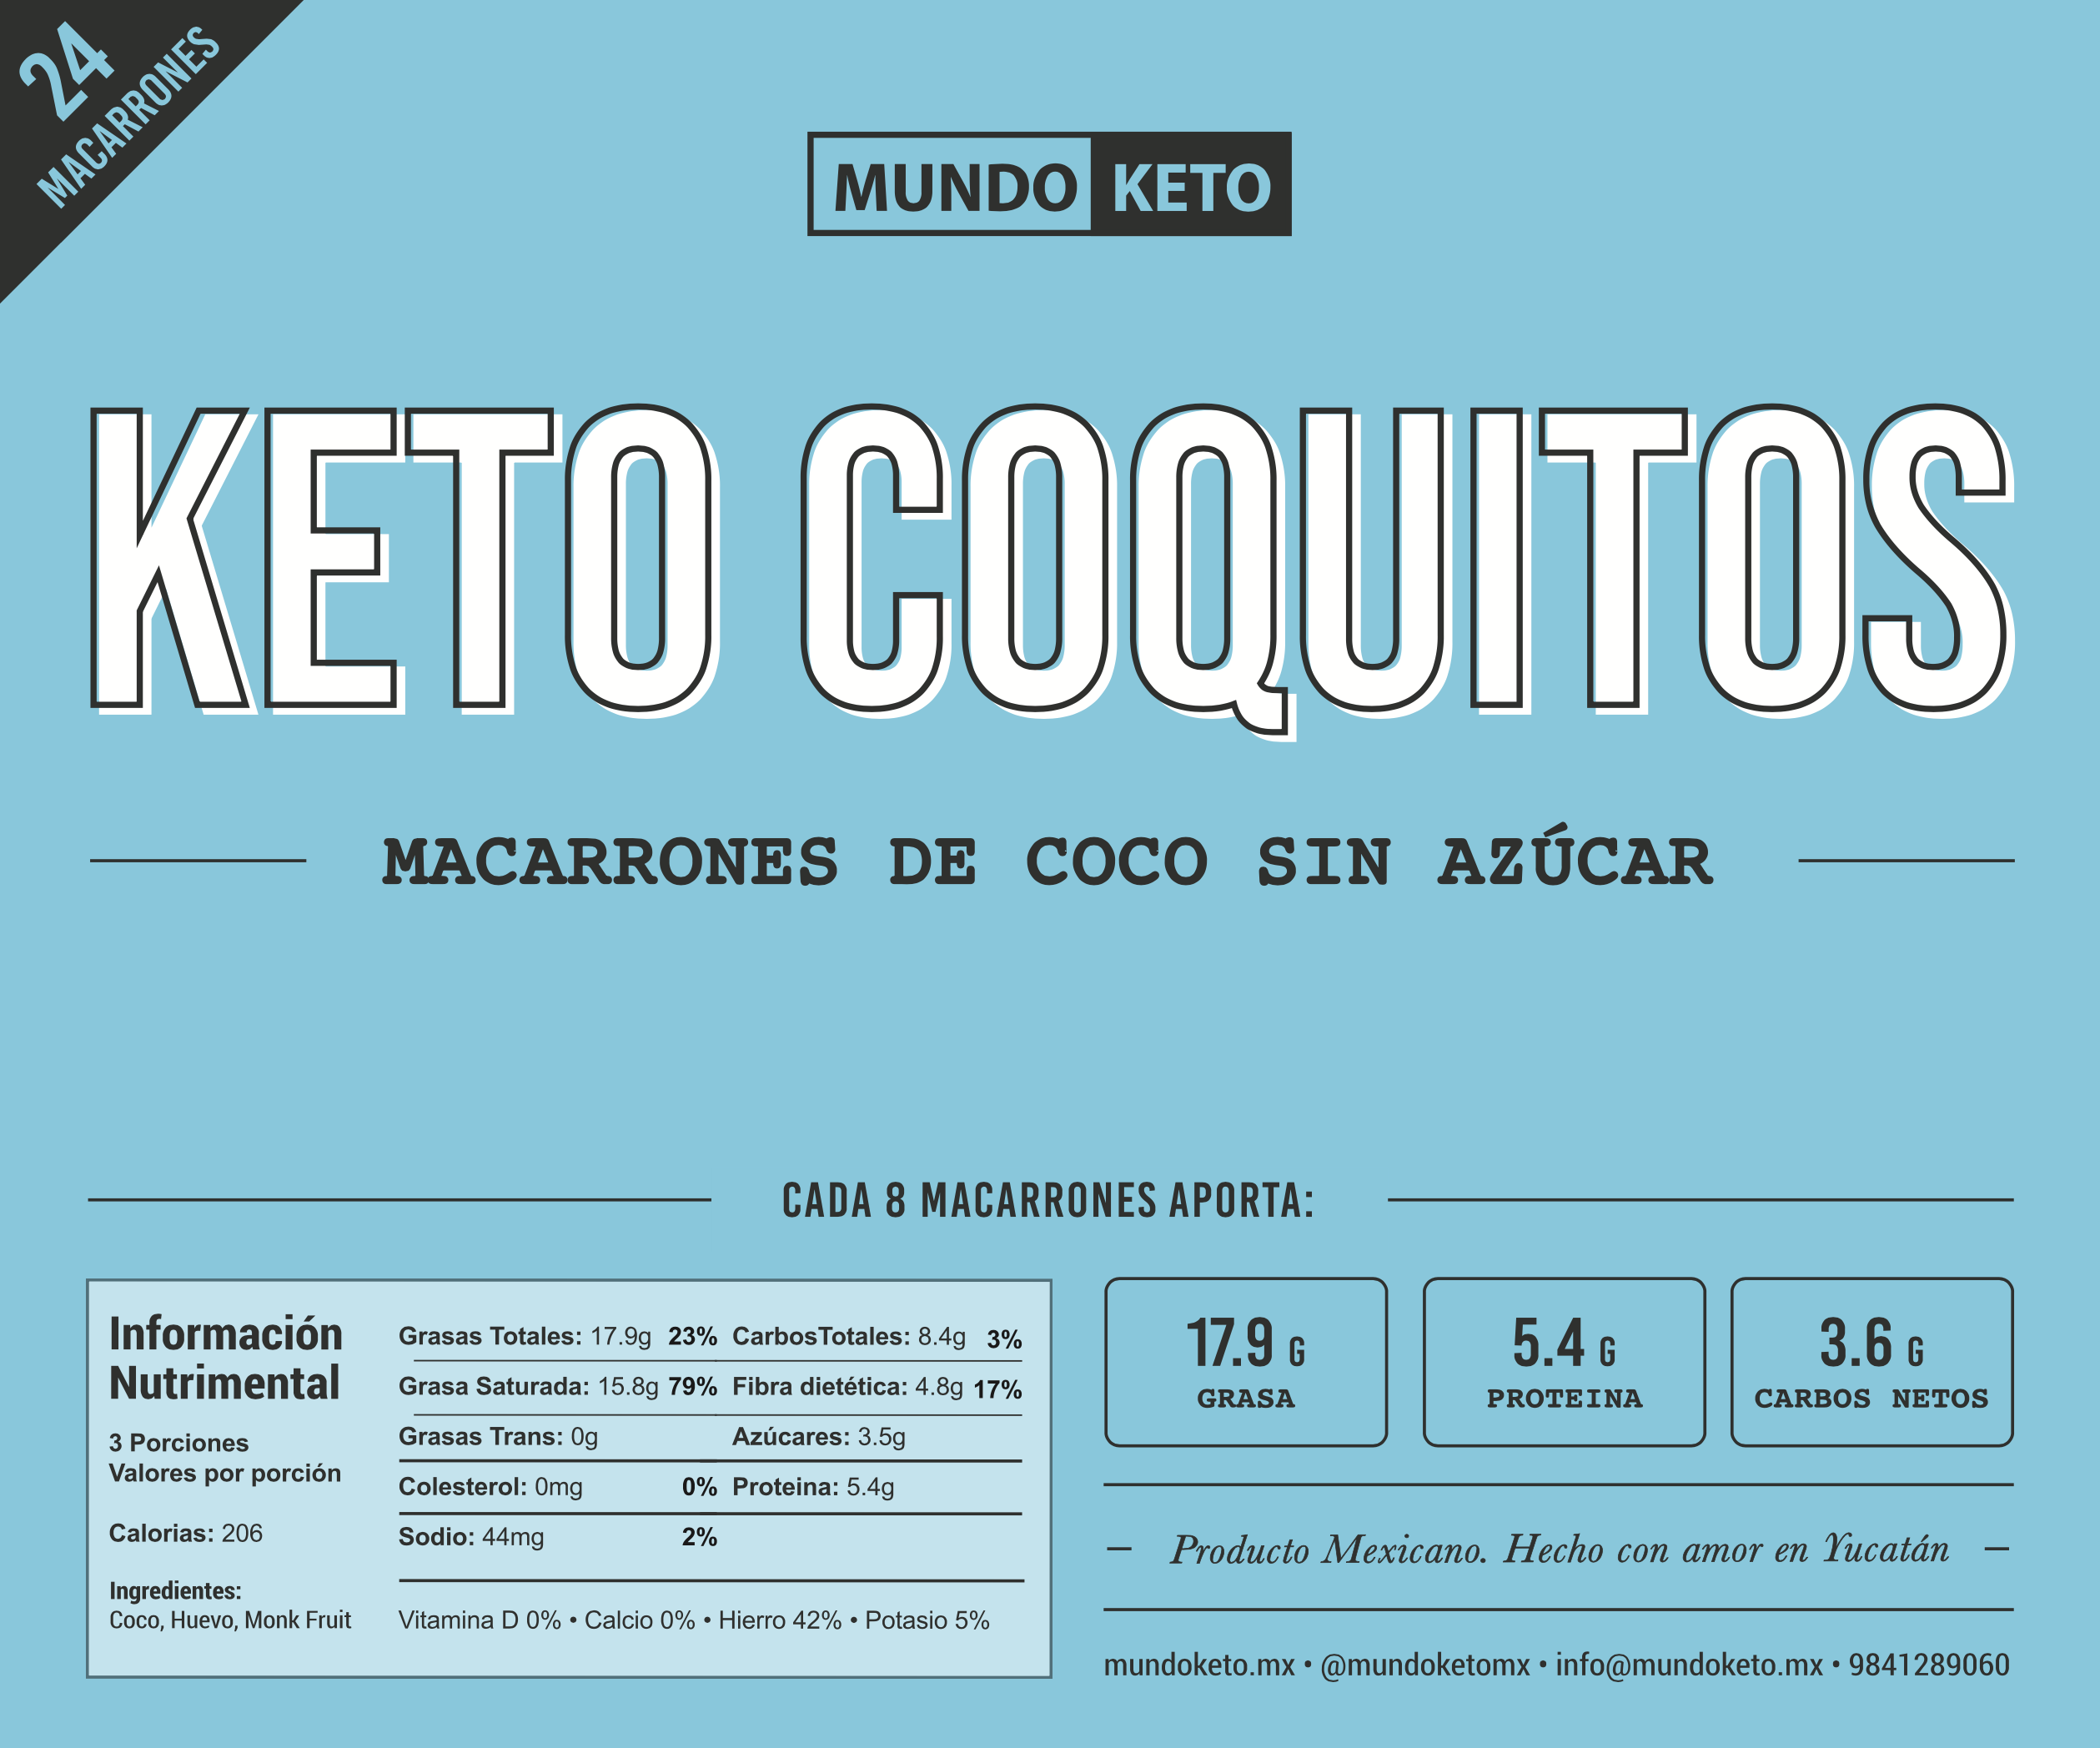 24
MACARRONES
MUNDO KETO
KETO COQUITOS
MACARRONES DE COCO SIN AZÚCAR
CADA 8 MACARRONES APORTA:
Información
Nutrimental
3 Porciones
Valores por porción
Calorias: 206
Ingredientes:
Coco, Huevo, Monk Fruit
Grasas Totales: 17.9g 23% CarbosTotales: 8.4g 3%
Grasa Saturada: 15.8g 79% Fibra dietética: 4.8g 17%
Grasas Trans: 0g Azúcares: 3.5g
Colesterol: 0mg 0% Proteina: 5.4g
Sodio: 44mg 2%
Vitamina D 0% • Calcio 0% • Hierro 42% • Potasio 5%
17.9 G
GRASA
5.4 G
PROTEINA
3.6 G
CARBOS NETOS
– Producto Mexicano. Hecho con amor en Yucatán –
mundoketo.mx • @mundoketomx • info@mundoketo.mx • 9841289060